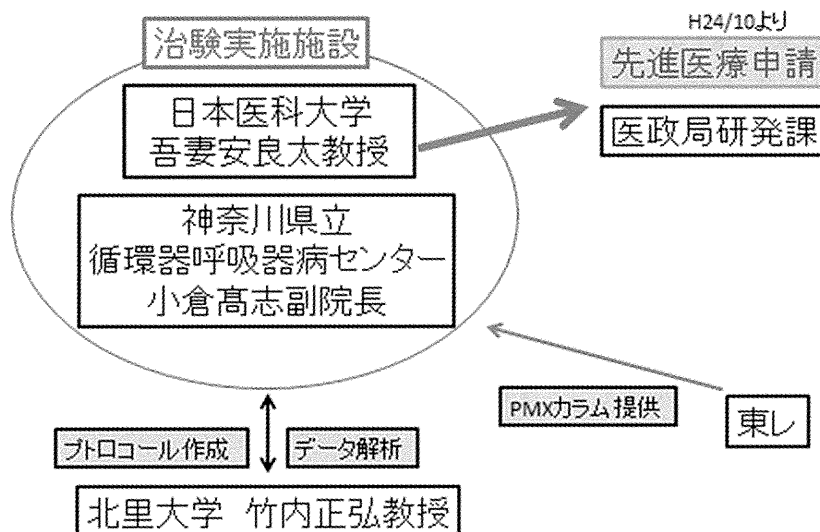 H24/10より
治験実施施設
先進医療申請
日本医科大学
吾妻安良太教授
医政局研発課
神奈川県立
循環器呼吸器病センター
小倉髙志副院長
PMXカラム提供
東レ
プトロコール作成
データ解析
北里大学 竹内正弘教授